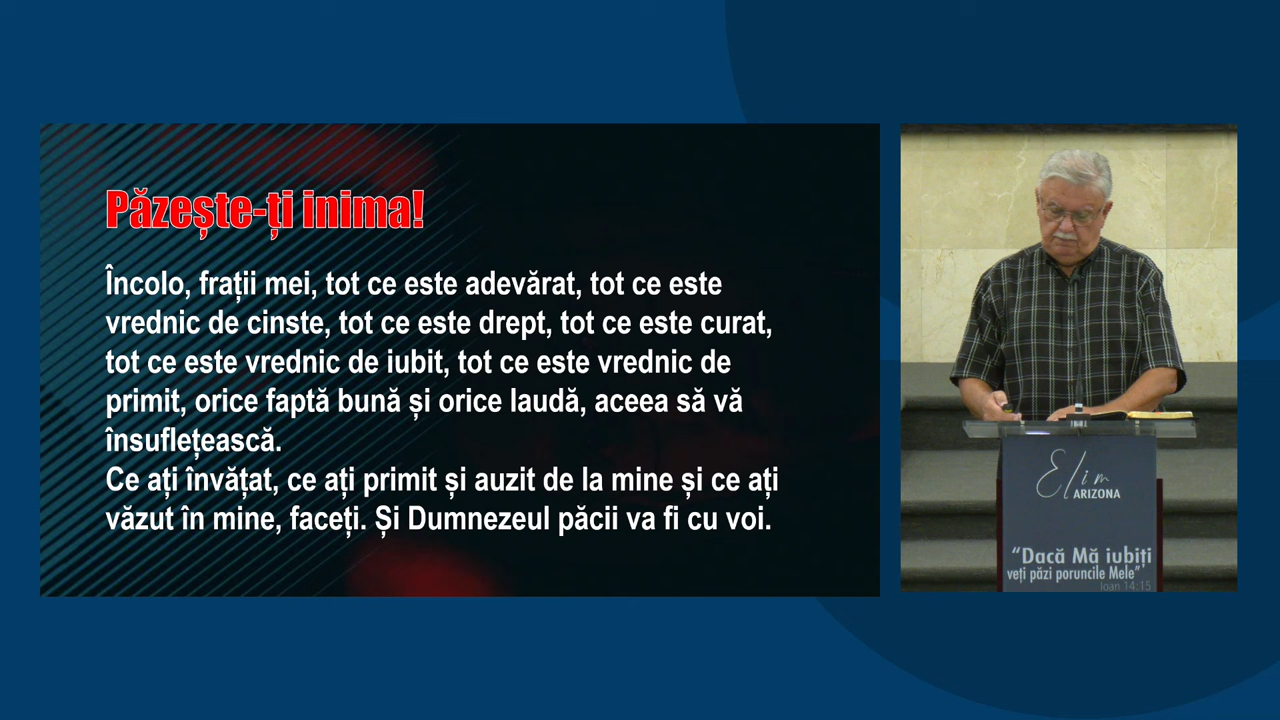 Păzește-ți inima!
Încolo, frații mei, tot ce este adevărat, tot ce este
vrednic de cinste, tot ce este drept, tot ce este curat,
tot ce este vrednic de iubit, tot ce este vrednic de
primit, orice faptă bună și orice laudă, aceea să vă
însuflețească.
Ce ați învățat, ce ați primit și auzit de la mine și ce ați
văzut în mine, faceți. Și Dumnezeul păcii va fi cu voi.
Elim
ARIZONA
“Dacă Mă iubiți
veți păzi poruncile Mele”
Ioan 14:15